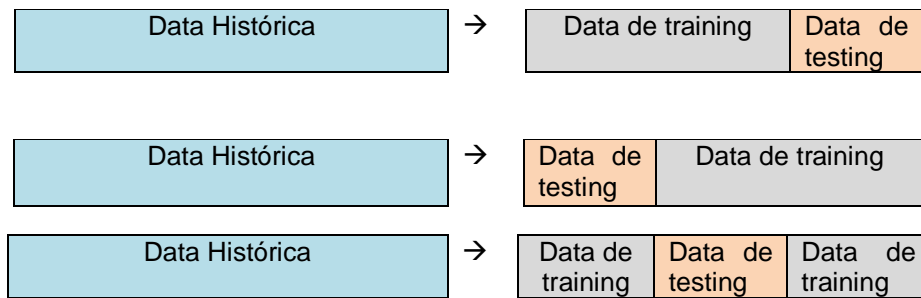 Data Histórica → Data de training Data de
testing
Data Histórica → Data de Data de training
testing
Data Histórica → Data de Data de Data de
training testing training